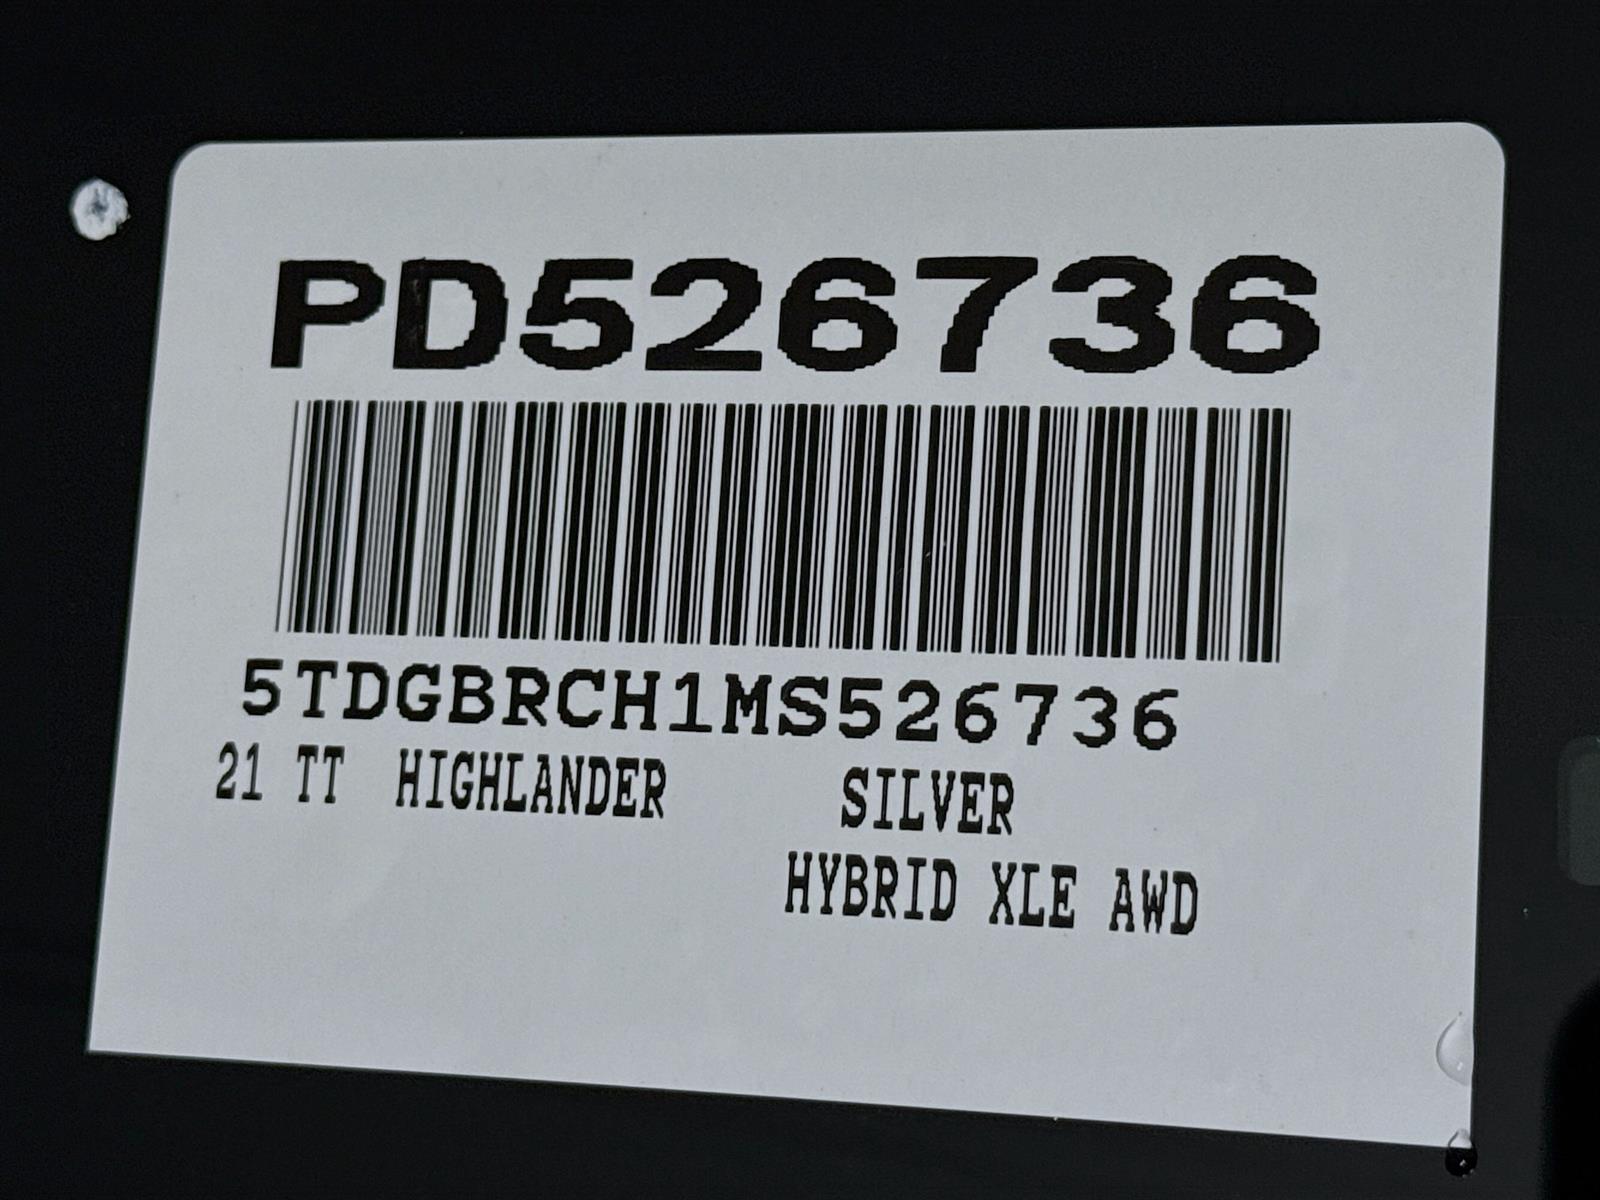 PD526736
5TDGBRCH1MS526736
21 TT HIGHLANDER SILVER
HYBRID XLE AWD